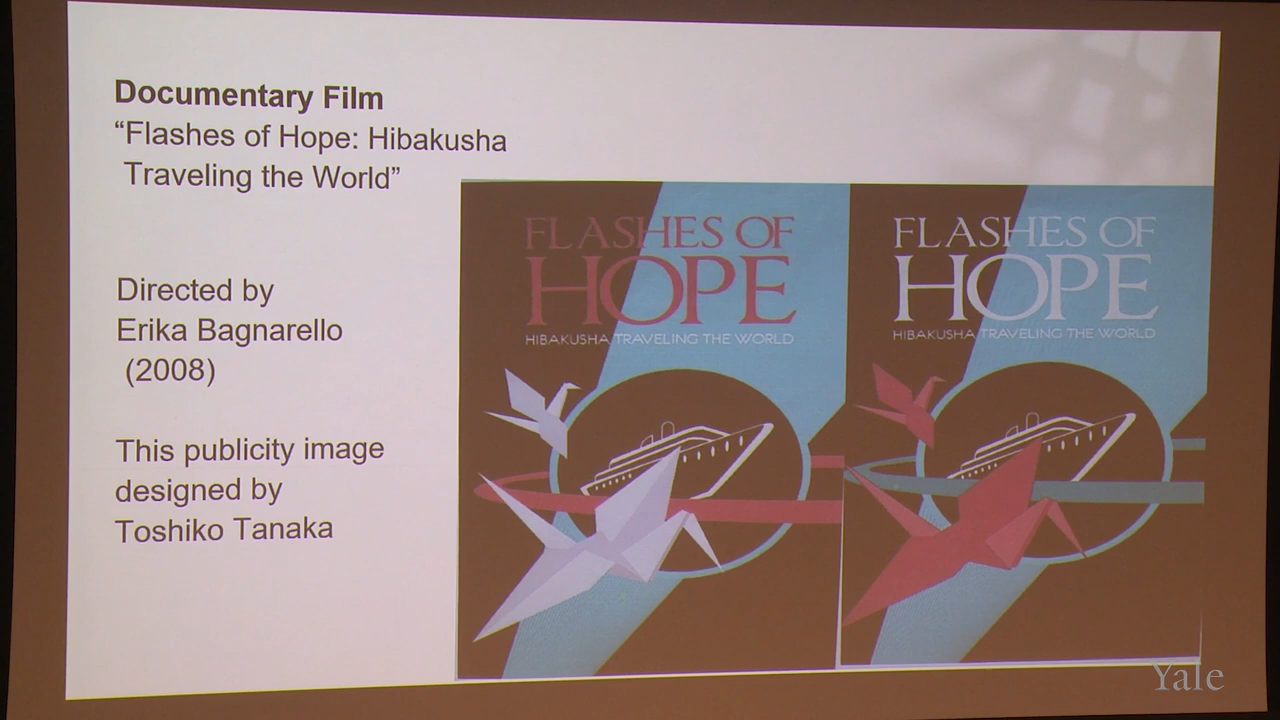 Documentary Film
“Flashes of Hope: Hibakusha
Traveling the World”
Directed by
Erika Bagnarello
(2008)
This publicity image
designed by
Toshiko Tanaka
FLASHES OF
HOPE
HIBAKUSHA TRAVELING THE WORLD
FLASHES OF
HOPE
HIBAKUSHA TRAVELING THE WORLD
Yale